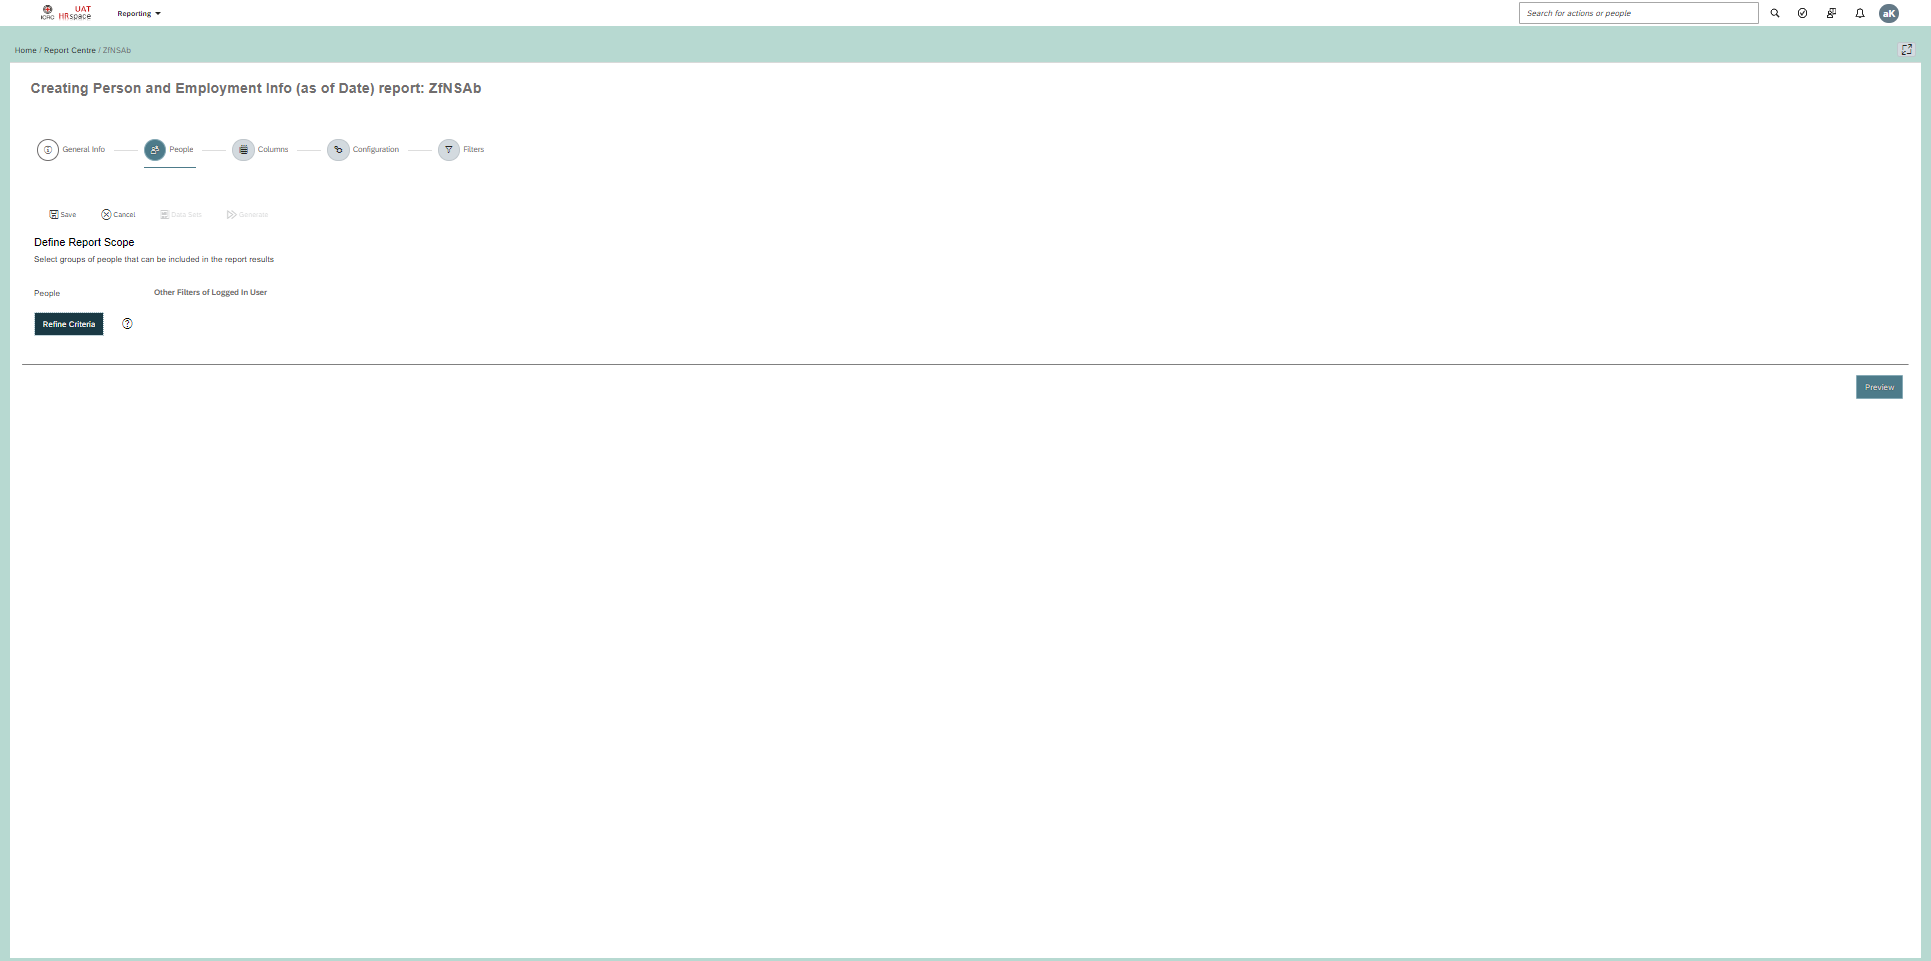 UAT
ICRC HRspace
Reporting
Search for actions or people
aK
Home / Report Centre / ZfNSAb
Creating Person and Employment Info (as of Date) report: ZfNSAb
General Info
People
Columns
Configuration
Filters
Save
Cancel
Data Sets
Generate
Define Report Scope
Select groups of people that can be included in the report results
People
Other Filters of Logged In User
Refine Criteria
Preview